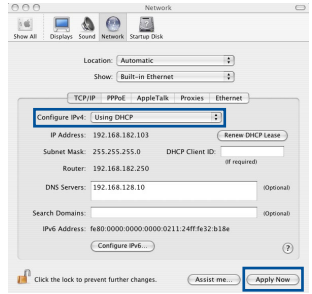 Network
Show All Displays Sound Network Startup Disk
Location: Automatic
Show: Built-in Ethernet
TCP/IP PPPoE AppleTalk Proxies Ethernet
Configure IPv4: Using DHCP
IP Address: 192.168.182.103 Renew DHCP Lease
Subnet Mask: 255.255.255.0 DHCP Client ID:
(If required)
Router: 192.168.182.250
DNS Servers: 192.168.128.10 (Optional)
Search Domains: (Optional)
IPv6 Address: fe80:0000:0000:0000:0211:24ff:fe32:b18e
Configure IPv6... ?
Click the lock to prevent further changes. Assist me... Apply Now